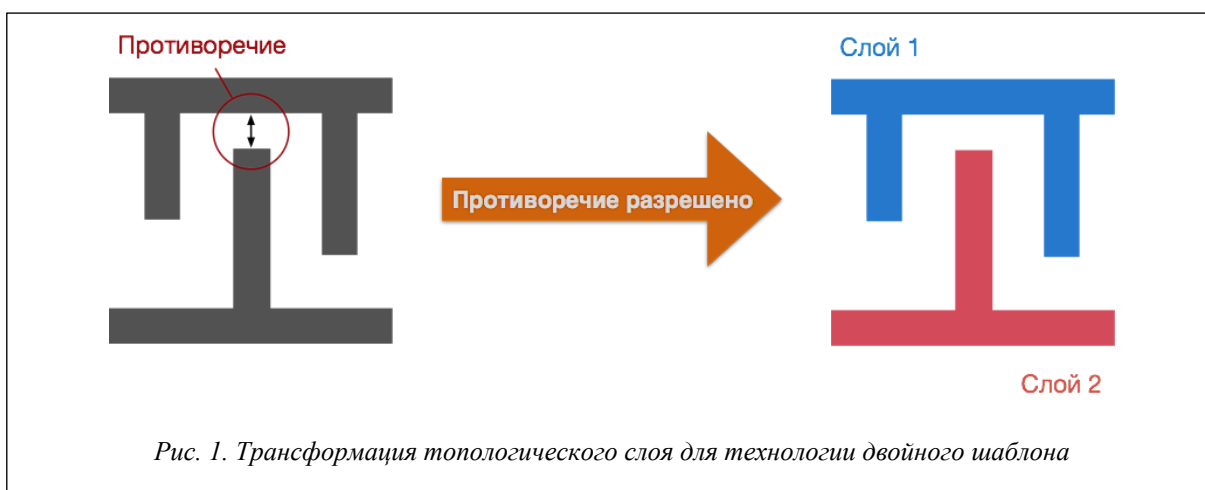 Противоречие
Слой 1
Противоречие разрешено
Слой 2
Рис. 1. Трансформация топологического слоя для технологии двойного шаблона